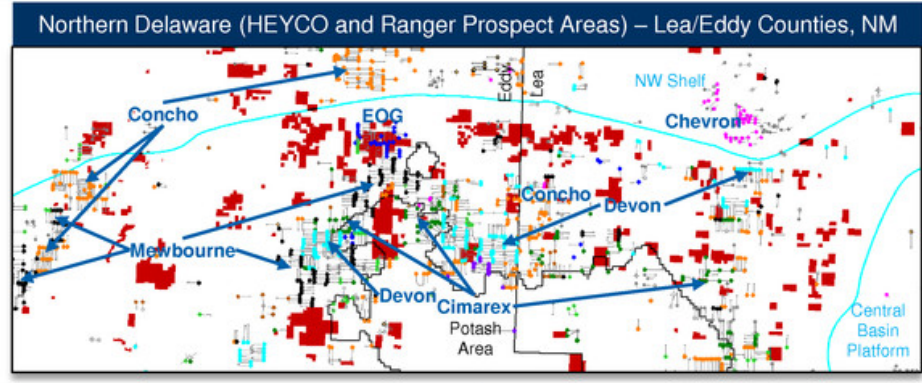 Northern Delaware (HEYCO and Ranger Prospect Areas) – Lea/Eddy Counties, NM
Eddy
Lea
NW Shelf
Concho
EOG
Chevron
Concho
Devon
Mewbourne
Devon
Cimarex
Potash
Area
Central
Basin
Platform